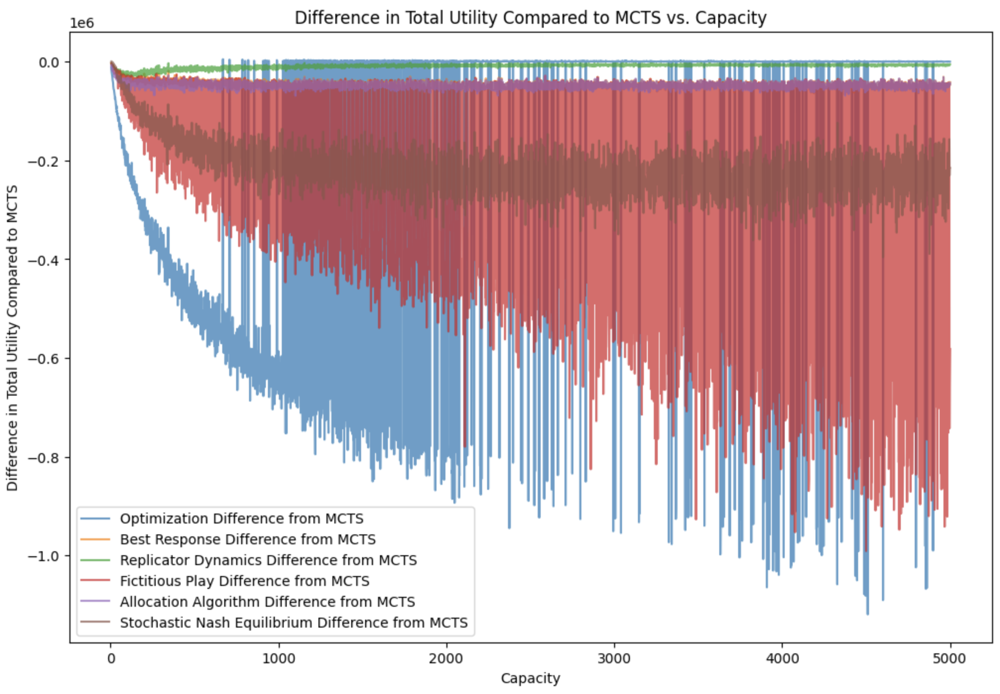 Difference in Total Utility Compared to MCTS vs. Capacity
1e6
0.0
−0.2
−0.4
−0.6
−0.8
−1.0
Difference in Total Utility Compared to MCTS
Optimization Difference from MCTS
Best Response Difference from MCTS
Replicator Dynamics Difference from MCTS
Fictitious Play Difference from MCTS
Allocation Algorithm Difference from MCTS
Stochastic Nash Equilibrium Difference from MCTS
0 1000 2000 3000 4000 5000
Capacity